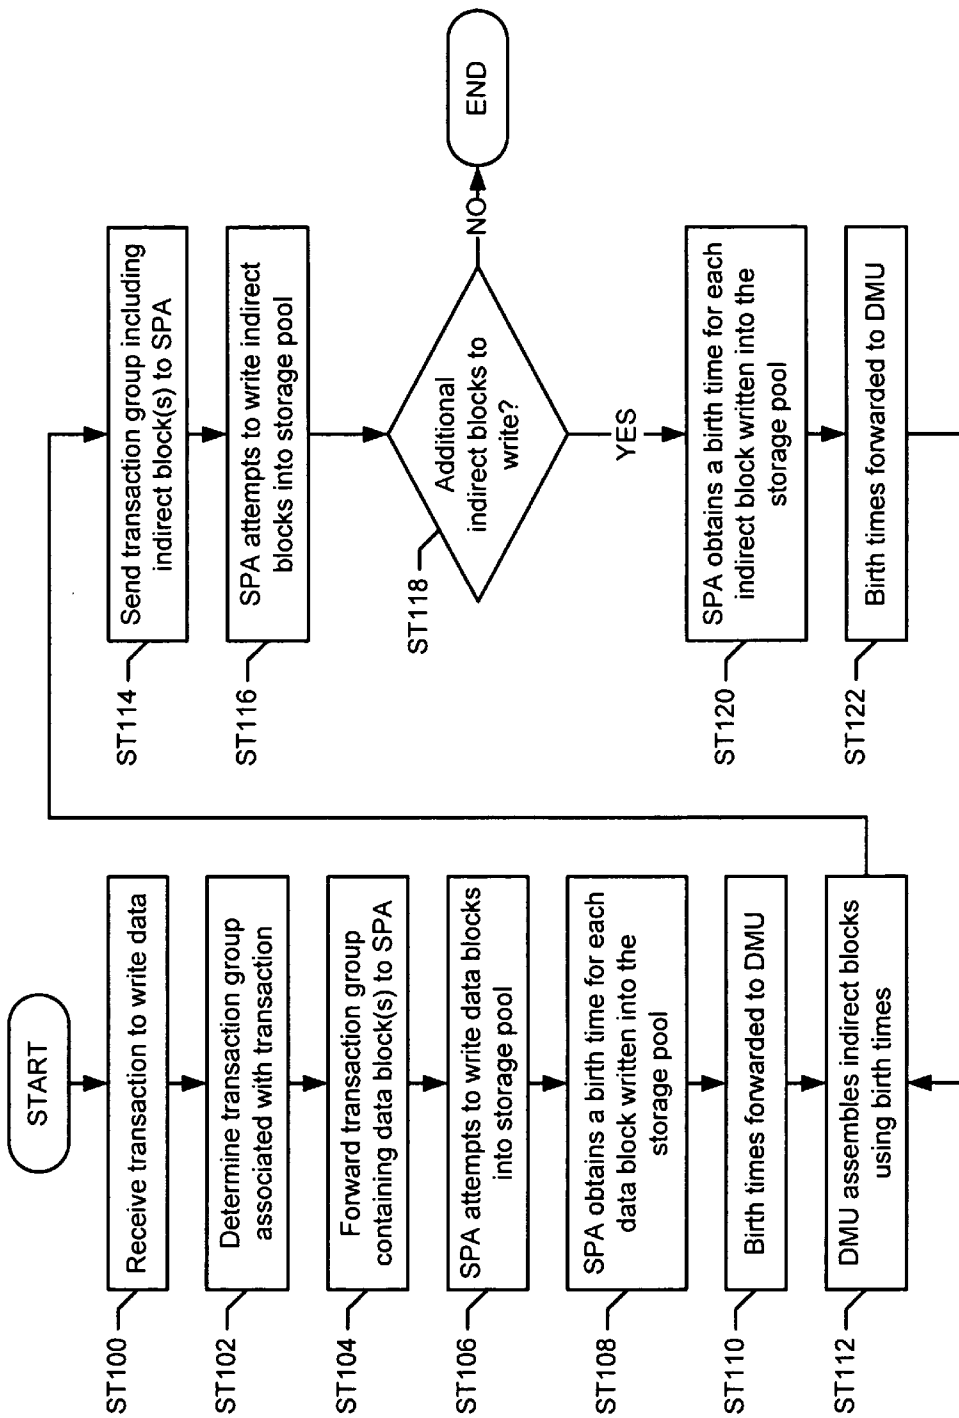 START
ST100
Receive transaction to write data
ST102
Determine transaction group
associated with transaction
ST104
Forward transaction group
containing data block(s) to SPA
ST106
SPA attempts to write data blocks
into storage pool
ST108
SPA obtains a birth time for each
data block written into the
storage pool
ST110
Birth times forwarded to DMU
ST112
DMU assembles indirect blocks
using birth times
ST114
Send transaction group including
indirect block(s) to SPA
ST116
SPA attempts to write indirect
blocks into storage pool
ST118
Additional
indirect blocks to
write?
NO
END
YES
ST120
SPA obtains a birth time for each
indirect block written into the
storage pool
ST122
Birth times forwarded to DMU